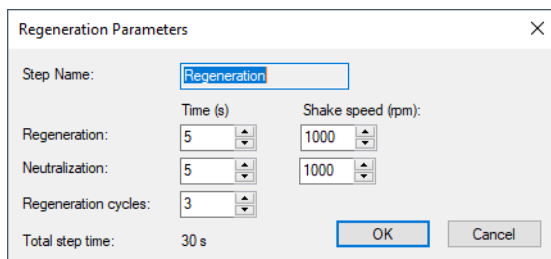 Regeneration Parameters
Step Name: Regeneration
Time (s) Shake speed (rpm):
Regeneration: 5 1000
Neutralization: 5 1000
Regeneration cycles: 3
Total step time: 30 s OK Cancel